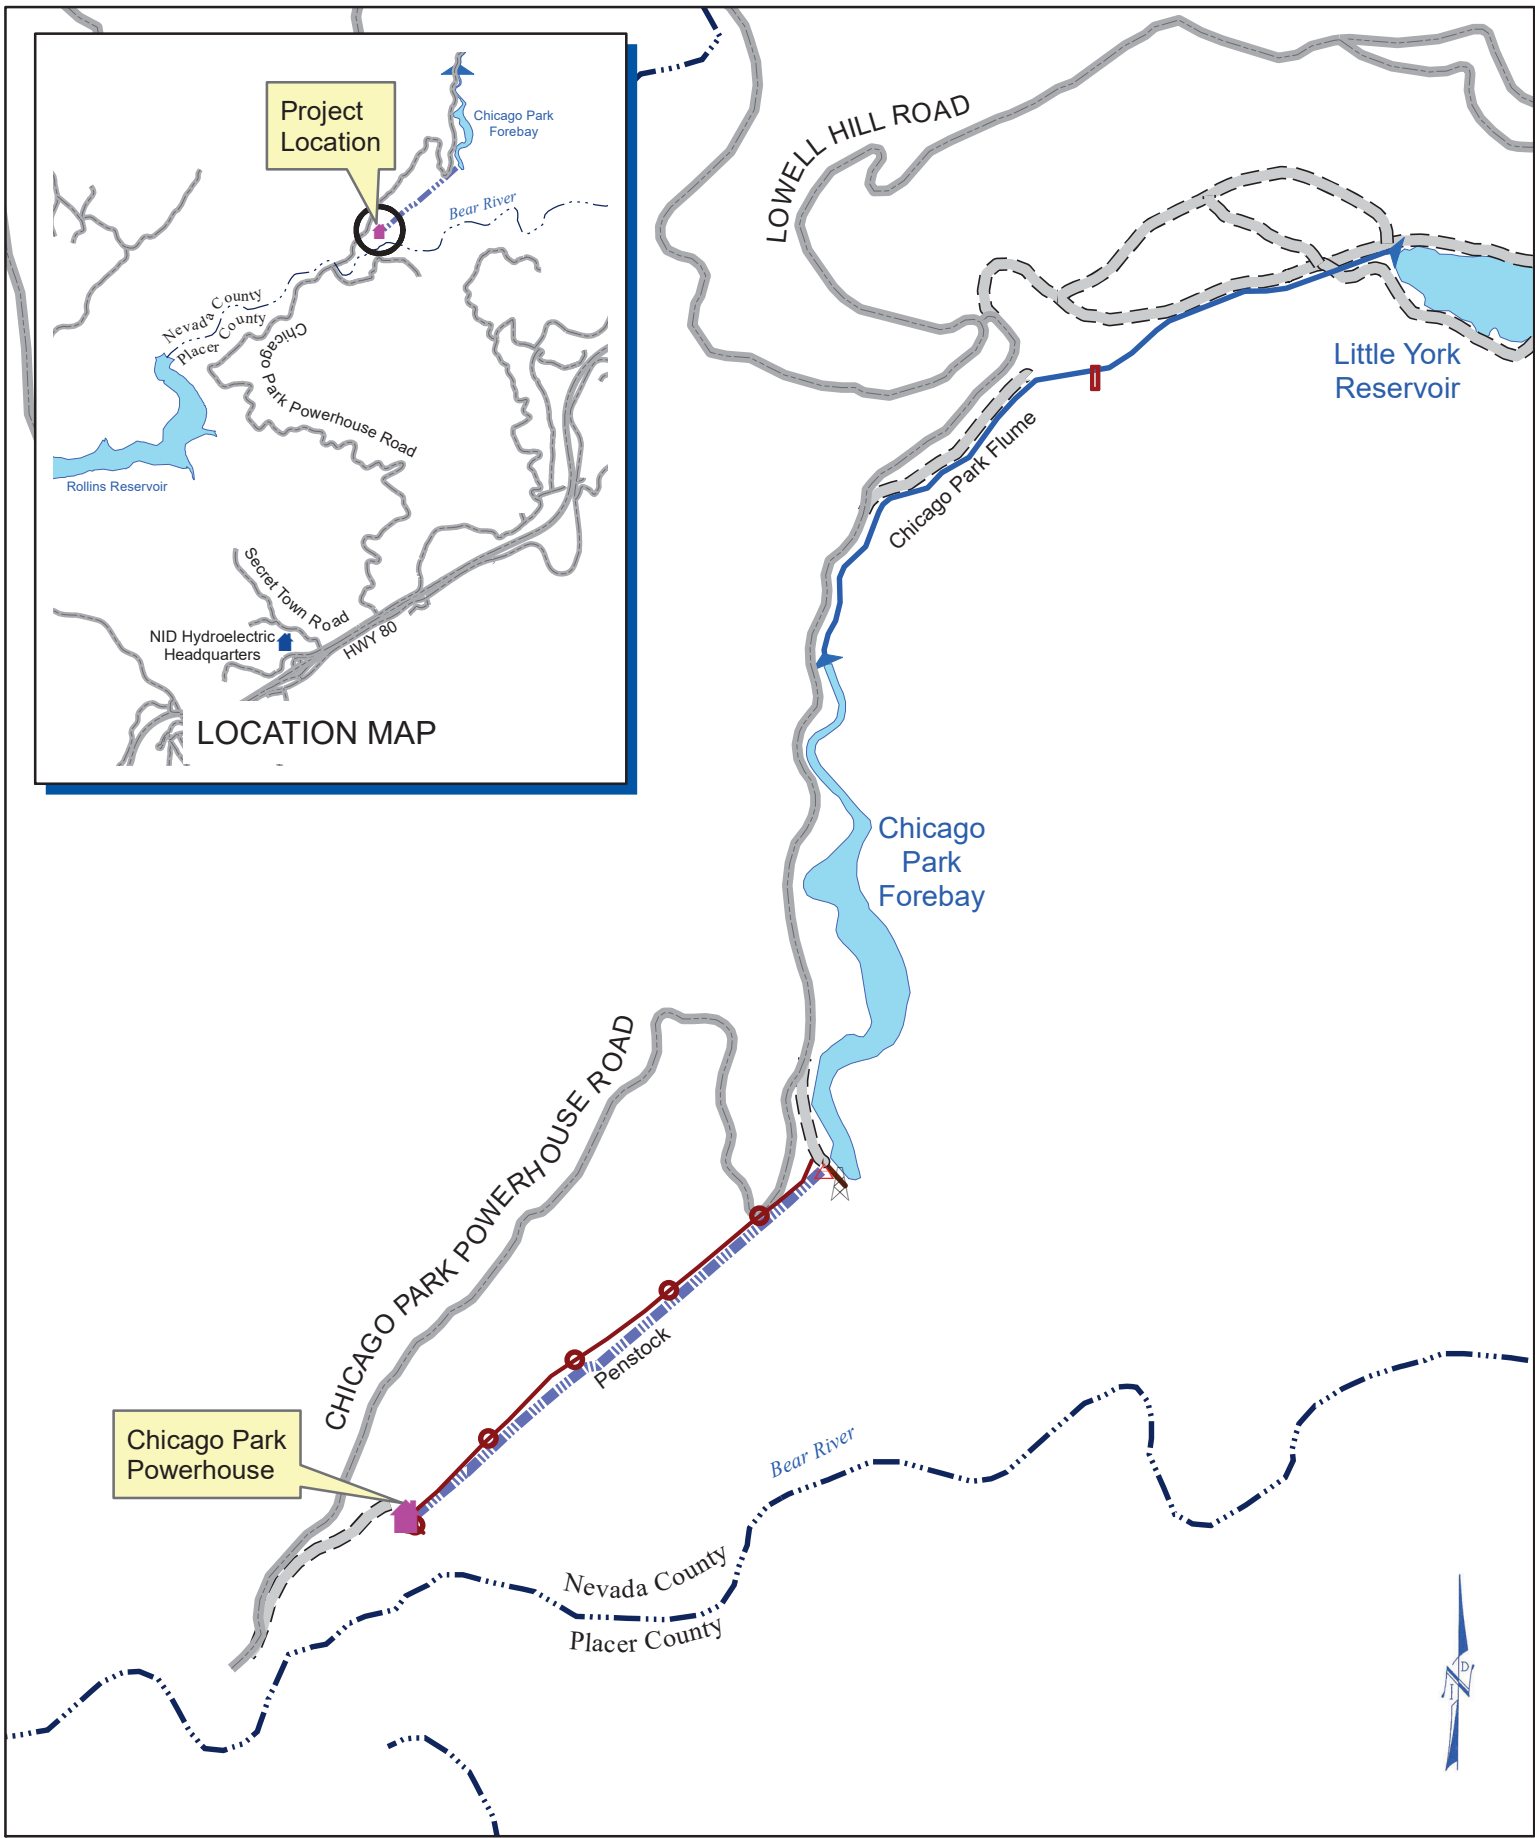 Project
Location
Chicago Park
Forebay
Bear River
Nevada County
Placer County
Chicago Park Powerhouse Road
Rollins Reservoir
Secret Town Road
NID Hydroelectric
Headquarters
HWY 80
LOCATION MAP
LOWELL HILL ROAD
Little York
Reservoir
Chicago Park Flume
Chicago
Park
Forebay
CHICAGO PARK POWERHOUSE ROAD
Penstock
Chicago Park
Powerhouse
Bear River
Nevada County
Placer County
N I D